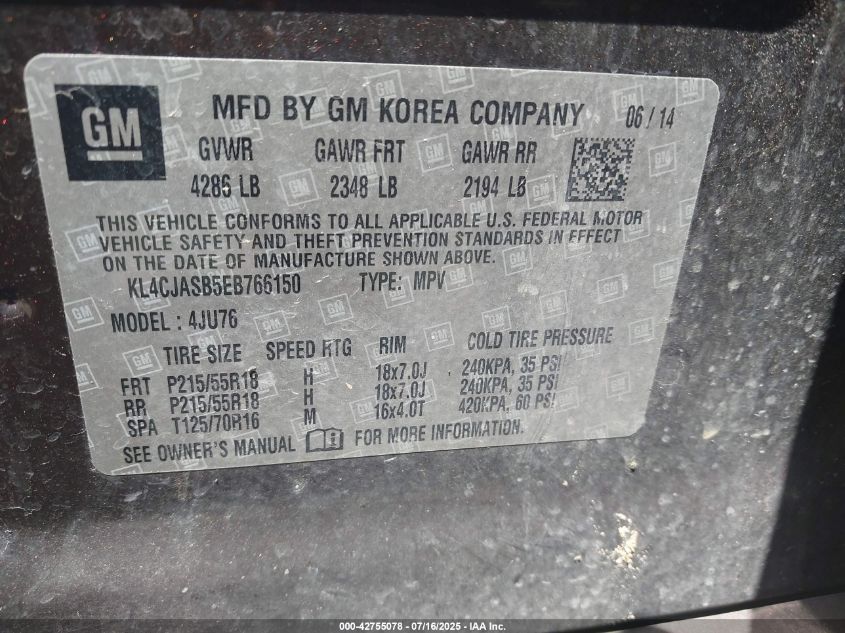 GM
MFD BY GM KOREA COMPANY 06/14
GVWR GAWR FRT GAWR RR
4286 LB 2348 LB 2194 LB
THIS VEHICLE CONFORMS TO ALL APPLICABLE U.S. FEDERAL MOTOR
VEHICLE SAFETY AND THEFT PREVENTION STANDARDS IN EFFECT
ON THE DATE OF MANUFACTURE SHOWN ABOVE.
KL4CJASB5EB766150 TYPE: MPV
MODEL : 4JU76
TIRE SIZE SPEED RTG RIM COLD TIRE PRESSURE
FRT P215/55R18 H 18x7.0J 240KPA, 35 PSI
RR P215/55R18 H 18x7.0J 240KPA, 35 PSI
SPA T125/70R16 M 16x4.0T 420KPA, 60 PSI
SEE OWNER'S MANUAL FOR MORE INFORMATION.
000-42755078 - 07/16/2025 - IAA Inc.